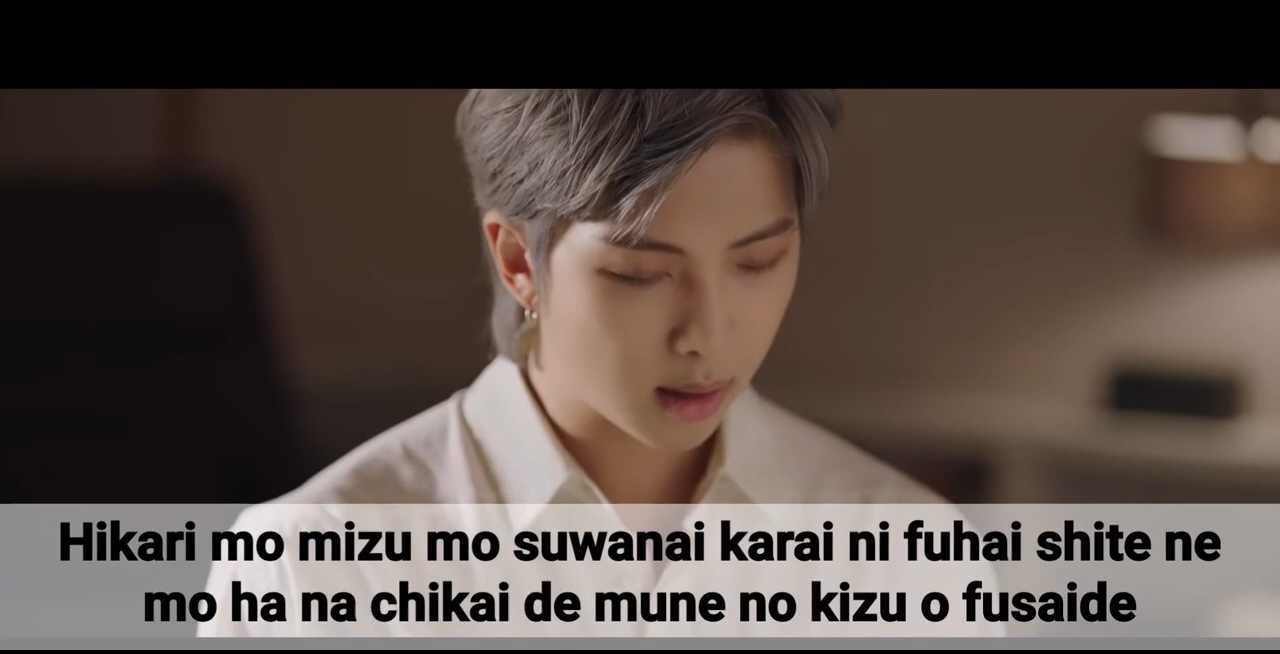 Hikari mo mizu mo suwanai karai ni fuhai shite ne
mo ha na chikai de mune no kizu o fusaide